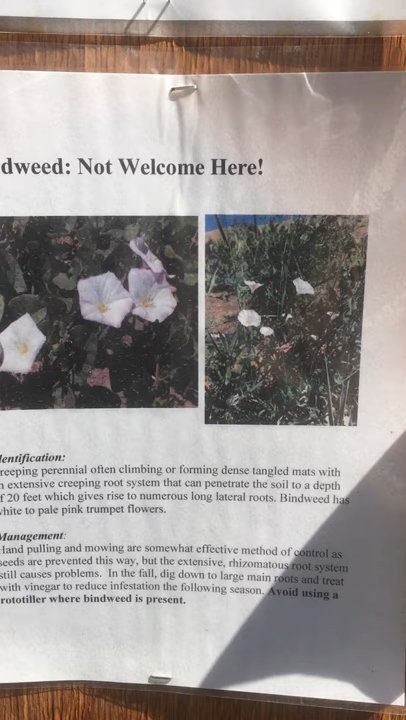 dweed: Not Welcome Here!
lentification:
reeping perennial often climbing or forming dense tangled mats with
n extensive creeping root system that can penetrate the soil to a depth
f 20 feet which gives rise to numerous long lateral roots. Bindweed has
white to pale pink trumpet flowers.
Management:
Hand pulling and mowing are somewhat effective method of control as
seeds are prevented this way, but the extensive, rhizomatous root system
still causes problems. In the fall, dig down to large main roots and treat
with vinegar to reduce infestation the following season. Avoid using a
rototiller where bindweed is present.